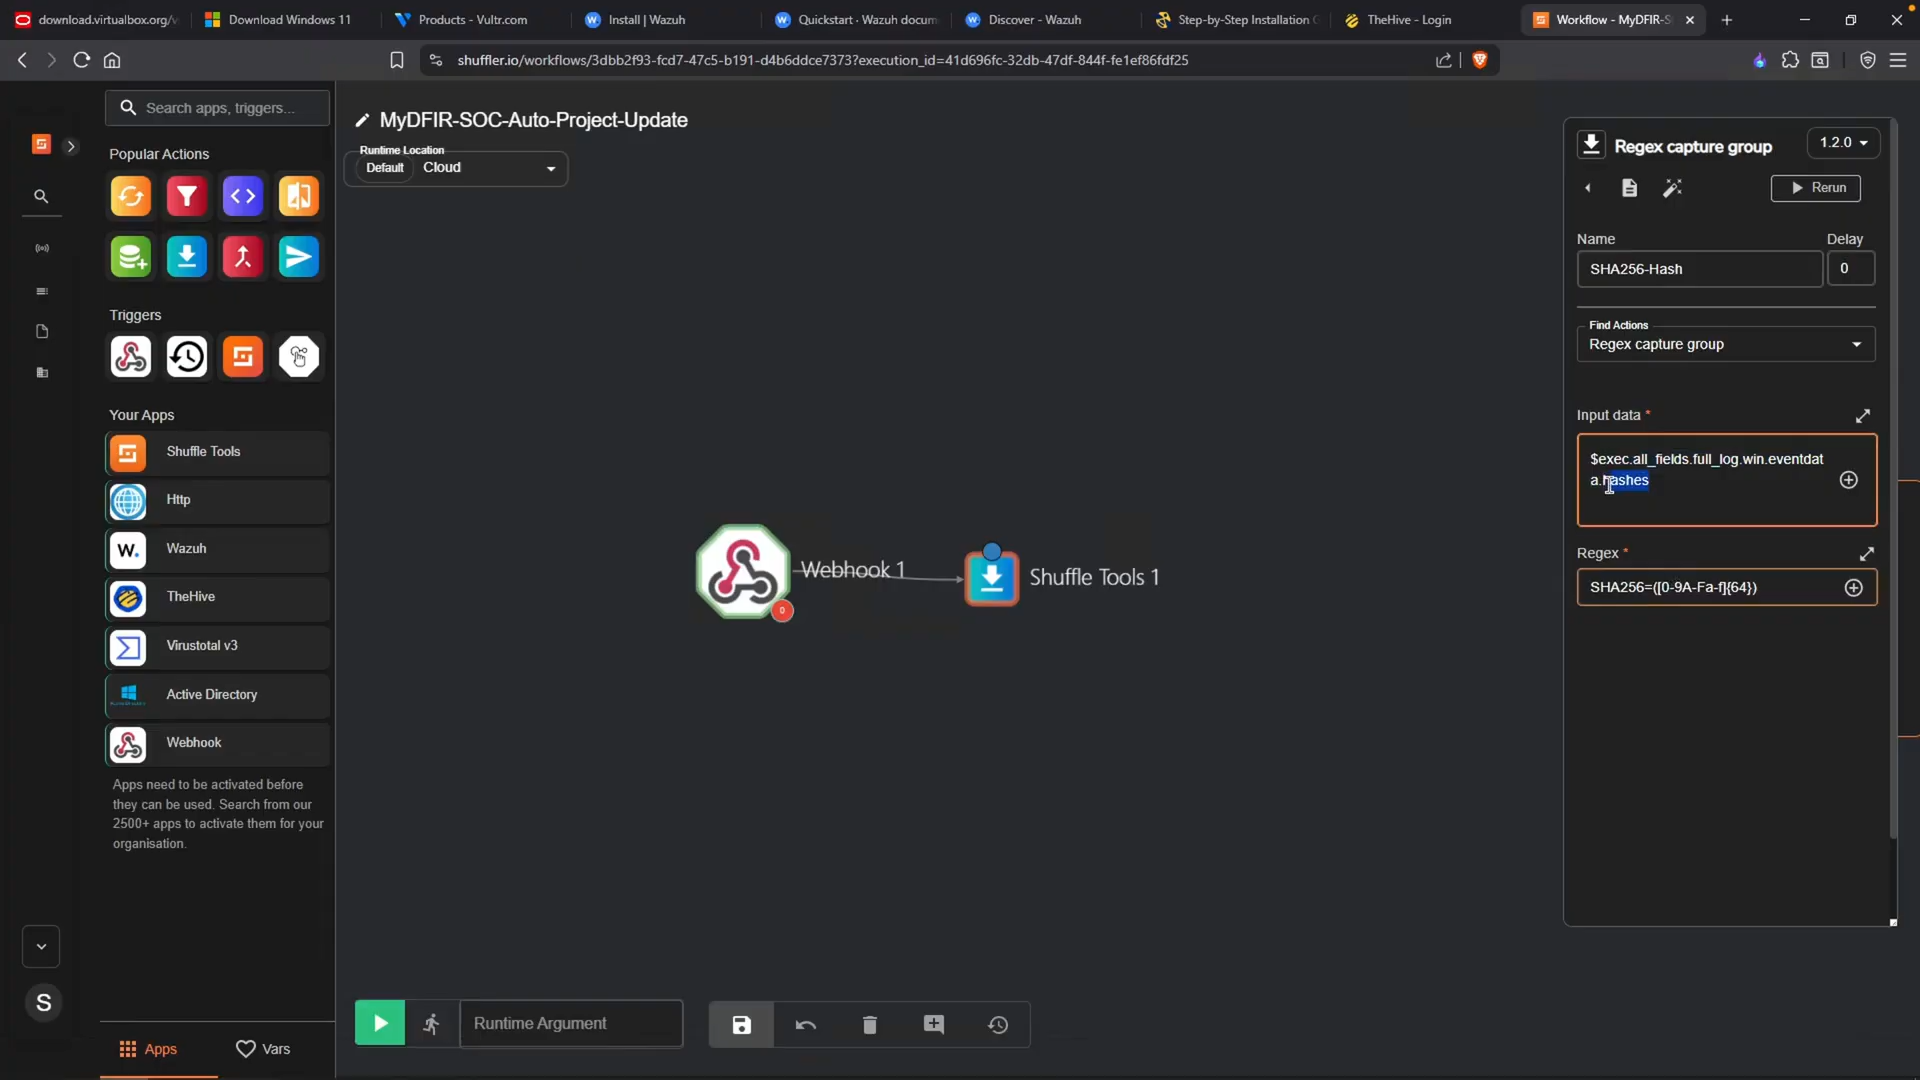 download.virtualbox.org/v
Download Windows 11
Products - Vultr.com
Install | Wazuh
Quickstart · Wazuh docum
Discover - Wazuh
Step-by-Step Installation G
TheHive - Login
Workflow - MyDFIR-S
shuffler.io/workflows/3dbb2f93-fcd7-47c5-b191-d4b6ddce7373?execution_id=41d696fc-32db-47df-844f-fe1ef86fdf25
Search apps, triggers...
Popular Actions
Triggers
Your Apps
Shuffle Tools
Http
W.
Wazuh
TheHive
Virustotal v3
Active Directory
Webhook
Apps need to be activated before
they can be used. Search from our
2500+ apps to activate them for your
organisation.
S
Apps
Vars
MyDFIR-SOC-Auto-Project-Update
Runtime Location
Default
Cloud
Webhook 1
0
Shuffle Tools 1
Runtime Argument
Regex capture group
1.2.0
Rerun
Name
Delay
SHA256-Hash
0
Find Actions
Regex capture group
Input data *
$exec.all_fields.full_log.win.eventdat
a.hashes
Regex *
SHA256=([0-9A-Fa-f]{64})